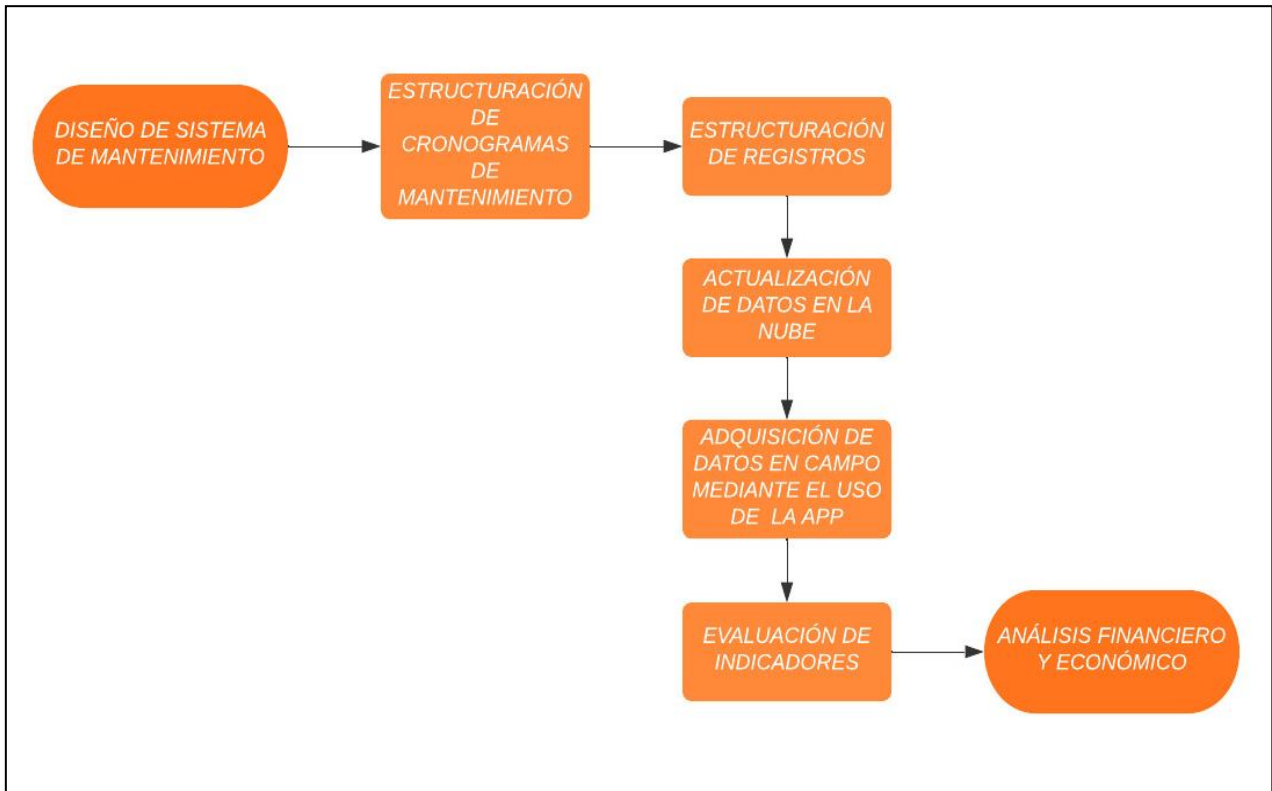 DISEÑO DE SISTEMA
DE MANTENIMIENTO
ESTRUCTURACIÓN
DE
CRONOGRAMAS
DE
MANTENIMIENTO
ESTRUCTURACIÓN
DE REGISTROS
ACTUALIZACIÓN
DE DATOS EN LA
NUBE
ADQUISICIÓN DE
DATOS EN CAMPO
MEDIANTE EL USO
DE LA APP
EVALUACIÓN DE
INDICADORES
ANÁLISIS FINANCIERO
Y ECONÓMICO